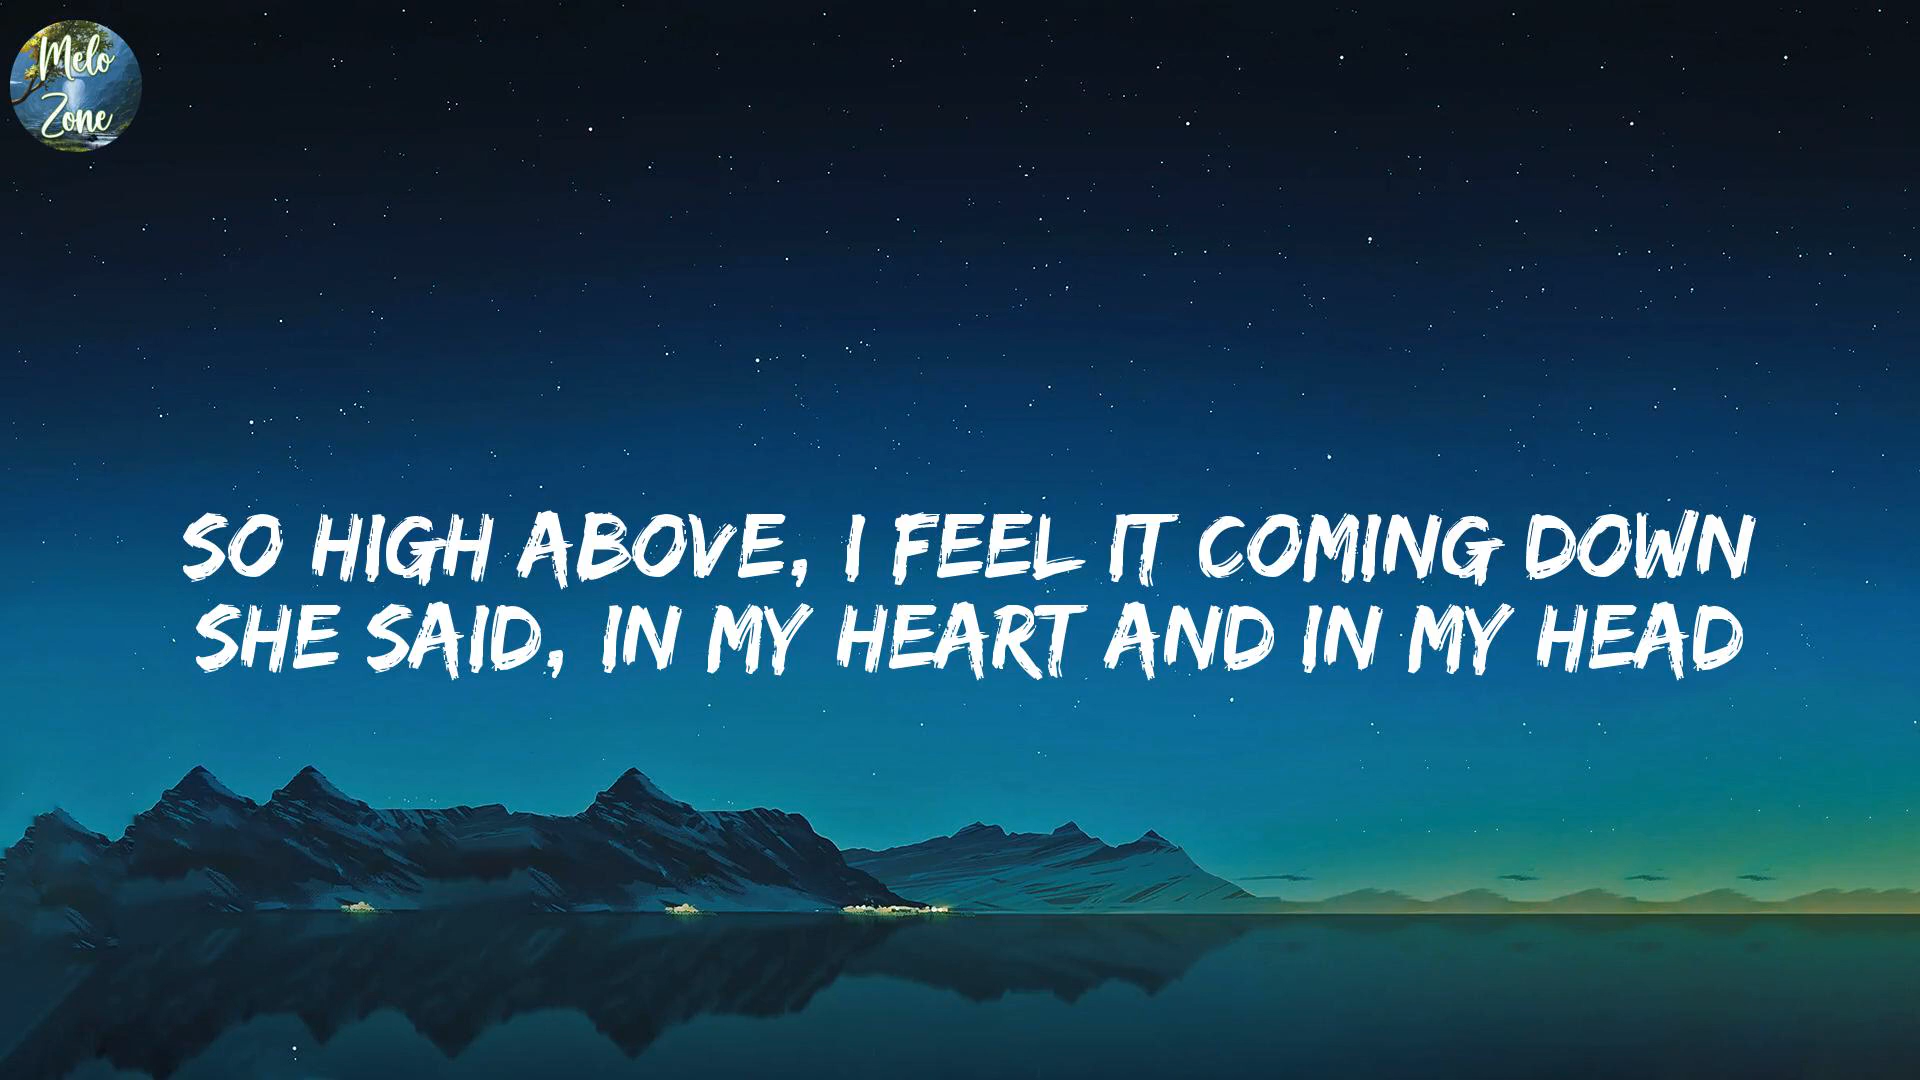 Melo
Zone
SO HIGH ABOVE, I FEEL IT COMING DOWN
SHE SAID, IN MY HEART AND IN MY HEAD